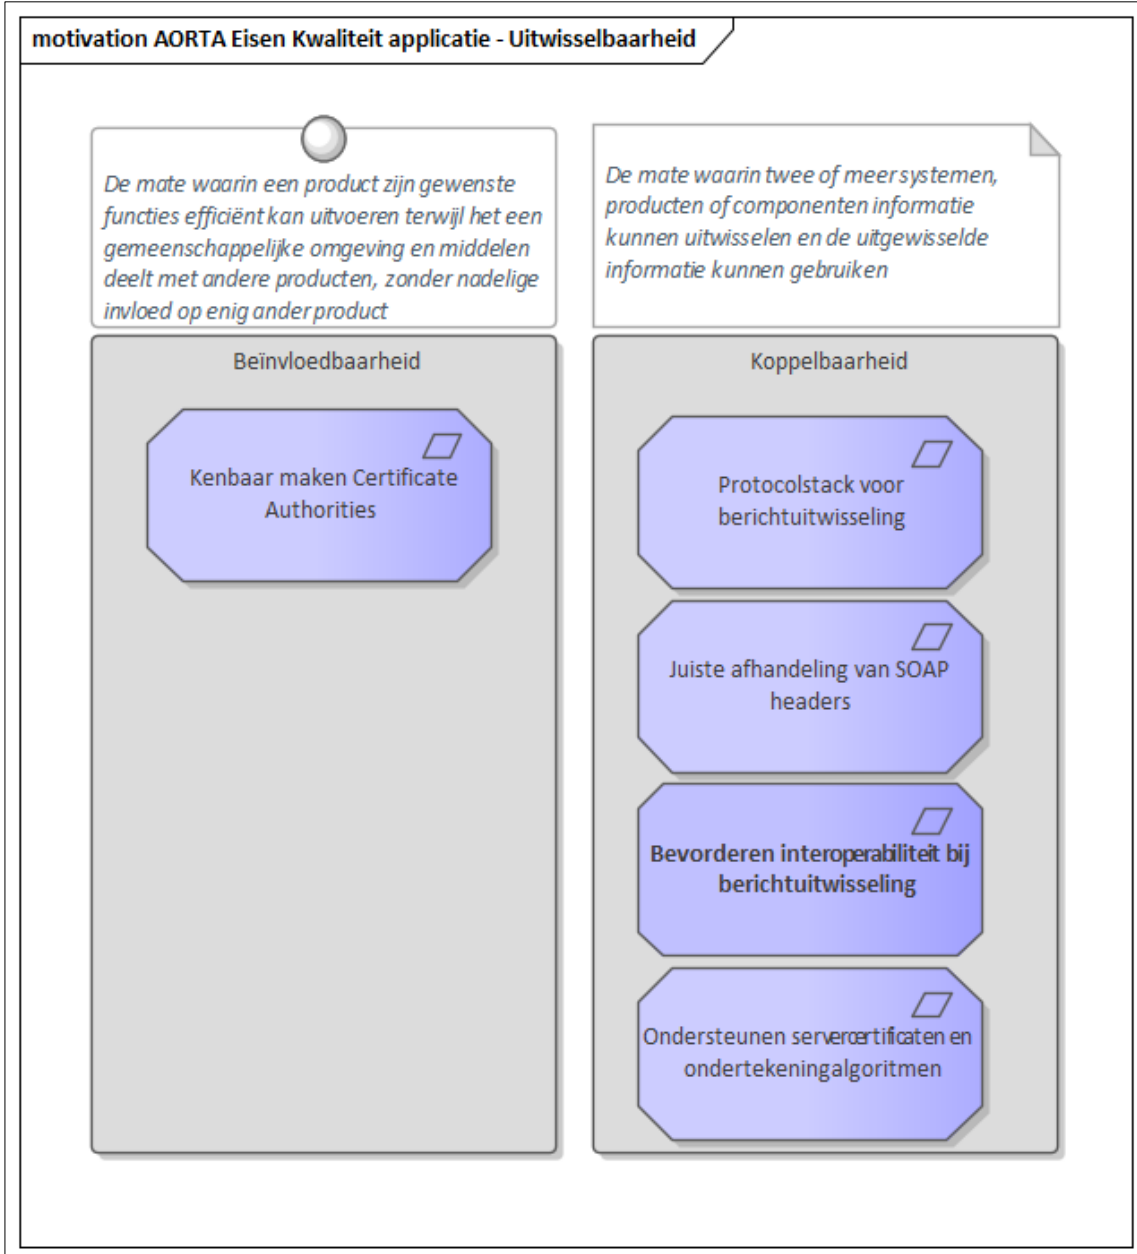 motivation AORTA Eisen Kwaliteit applicatie - Uitwisselbaarheid
De mate waarin een product zijn gewenste
functies efficiënt kan uitvoeren terwijl het een
gemeenschappelijke omgeving en middelen
deelt met andere producten, zonder nadelige
invloed op enig ander product
De mate waarin twee of meer systemen,
producten of componenten informatie
kunnen uitwisselen en de uitgewisselde
informatie kunnen gebruiken
Beïnvloedbaarheid
Kenbaar maken Certificate
Authorities
Koppelbaarheid
Protocolstack voor
berichtuitwisseling
Juiste afhandeling van SOAP
headers
Bevorderen interoperabiliteit bij
berichtuitwisseling
Ondersteunen servercertificaten en
ondertekeningalgoritmen